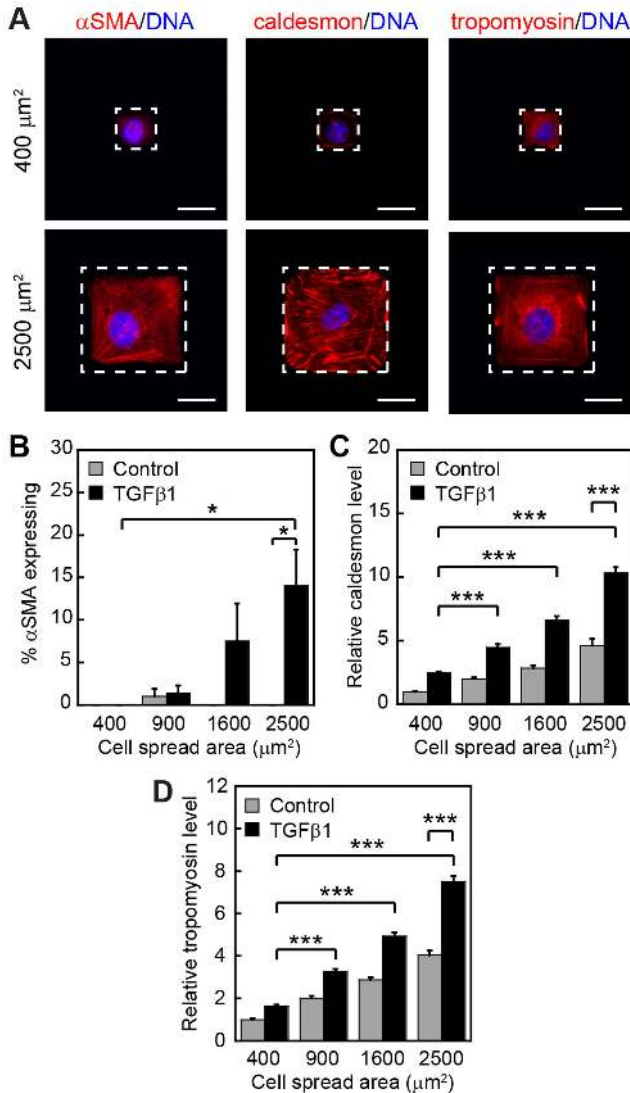 A
αSMA/DNA caldesmon/DNA tropomyosin/DNA
400 μm²
2500 μm²
B
30
25
20
15
10
5
0
% αSMA expressing
Control
TGFβ1
*
*
400 900 1600 2500
Cell spread area (μm²)
C
20
15
10
5
0
Relative caldesmon level
Control
TGFβ1
***
***
***
***
400 900 1600 2500
Cell spread area (μm²)
D
12
10
8
6
4
2
0
Relative tropomyosin level
Control
TGFβ1
***
***
***
***
400 900 1600 2500
Cell spread area (μm²)